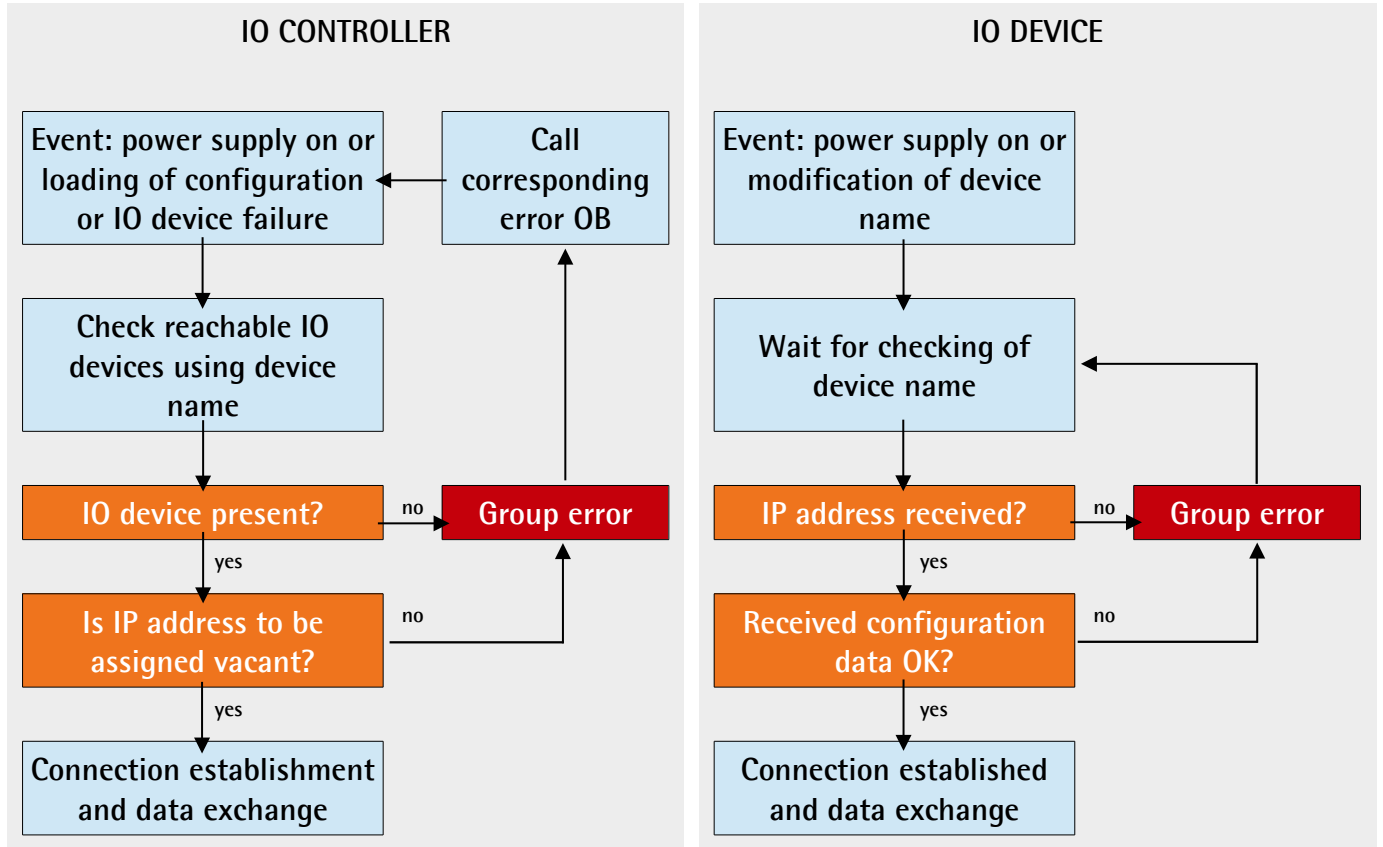 IO CONTROLLER
Event: power supply on or
loading of configuration
or IO device failure
Call
corresponding
error OB
Check reachable IO
devices using device
name
IO device present?
no
Group error
yes
Is IP address to be
assigned vacant?
no
yes
Connection establishment
and data exchange
IO DEVICE
Event: power supply on or
modification of device
name
Wait for checking of
device name
IP address received?
no
Group error
yes
Received configuration
data OK?
no
yes
Connection established
and data exchange